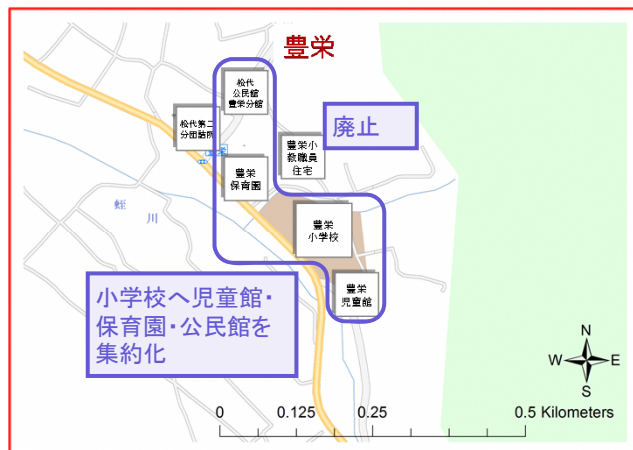 豊栄
松代
公民館
豊栄分館
松代第二
分団詰所
廃止
豊栄小
教職員
住宅
豊栄
保育園
蛭川
豊栄
小学校
豊栄
児童館
小学校へ児童館・
保育園・公民館を
集約化
N
W E
S
0 0.125 0.25 0.5 Kilometers